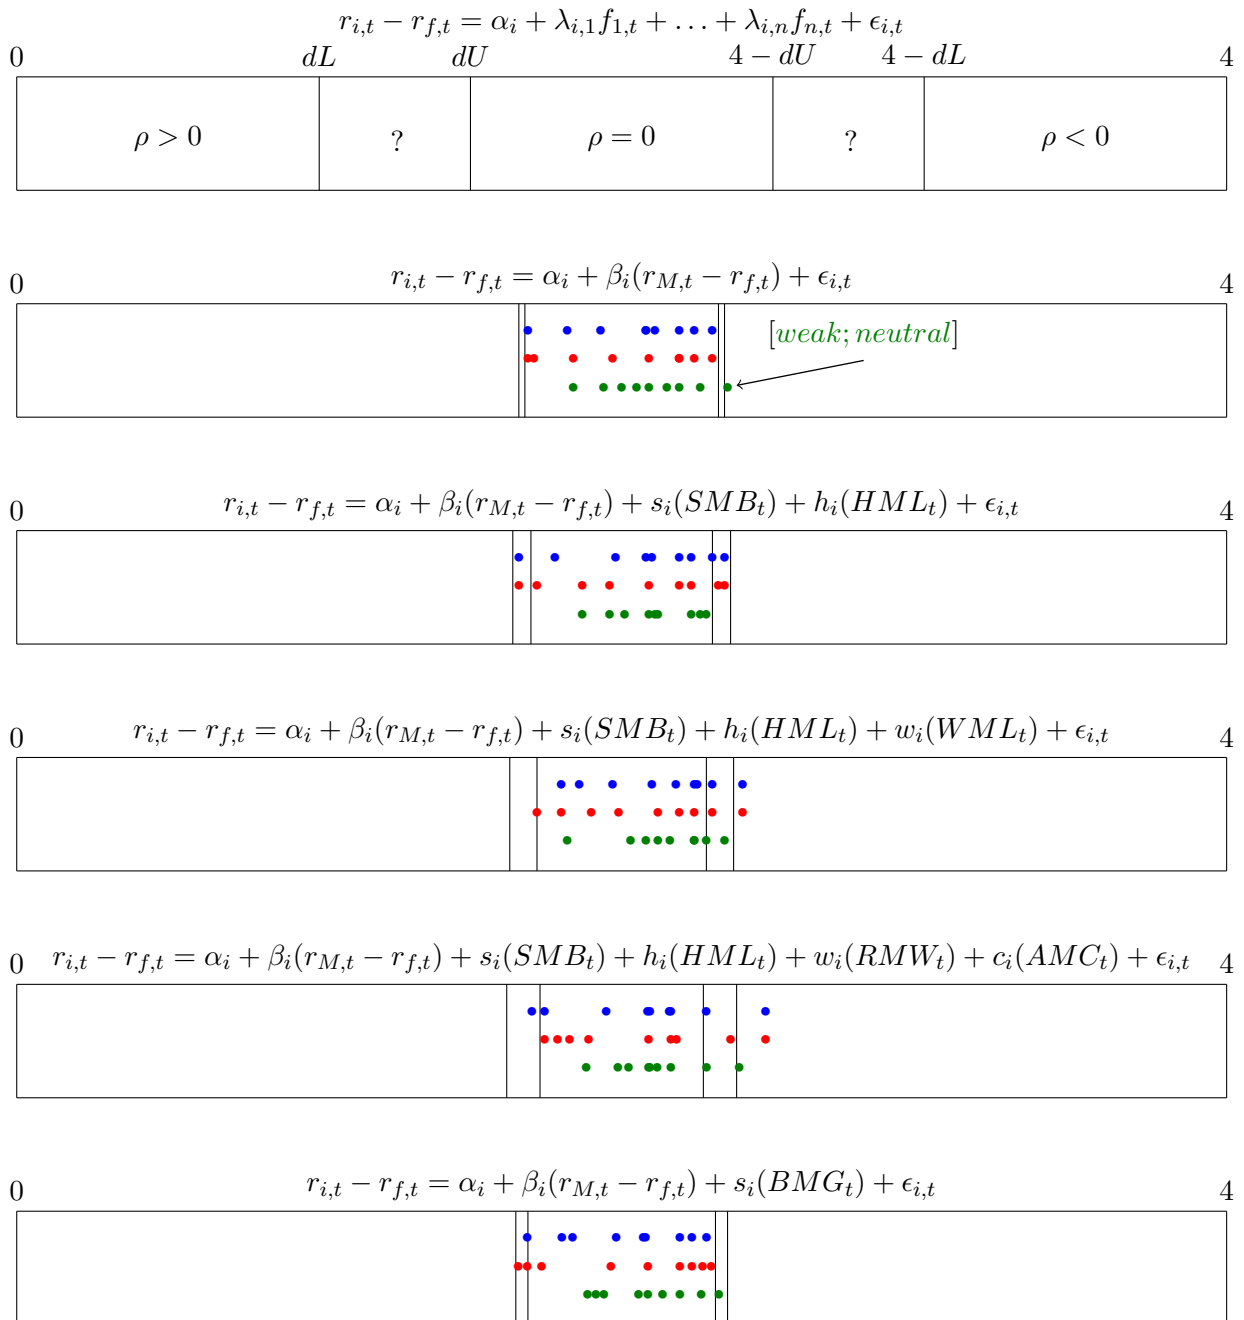 r_{i,t} − r_{f,t} = α_i + λ_{i,1}f_{1,t} + … + λ_{i,n}f_{n,t} + ϵ_{i,t}
0 dL dU 4 − dU 4 − dL 4
ρ > 0 ? ρ = 0 ? ρ < 0
r_{i,t} − r_{f,t} = α_i + β_i(r_{M,t} − r_{f,t}) + ϵ_{i,t}
0 4
[weak; neutral]
r_{i,t} − r_{f,t} = α_i + β_i(r_{M,t} − r_{f,t}) + s_i(SMB_t) + h_i(HML_t) + ϵ_{i,t}
0 4
r_{i,t} − r_{f,t} = α_i + β_i(r_{M,t} − r_{f,t}) + s_i(SMB_t) + h_i(HML_t) + w_i(WML_t) + ϵ_{i,t}
0 4
r_{i,t} − r_{f,t} = α_i + β_i(r_{M,t} − r_{f,t}) + s_i(SMB_t) + h_i(HML_t) + w_i(RMW_t) + c_i(AMC_t) + ϵ_{i,t}
0 4
r_{i,t} − r_{f,t} = α_i + β_i(r_{M,t} − r_{f,t}) + s_i(BMG_t) + ϵ_{i,t}
0 4